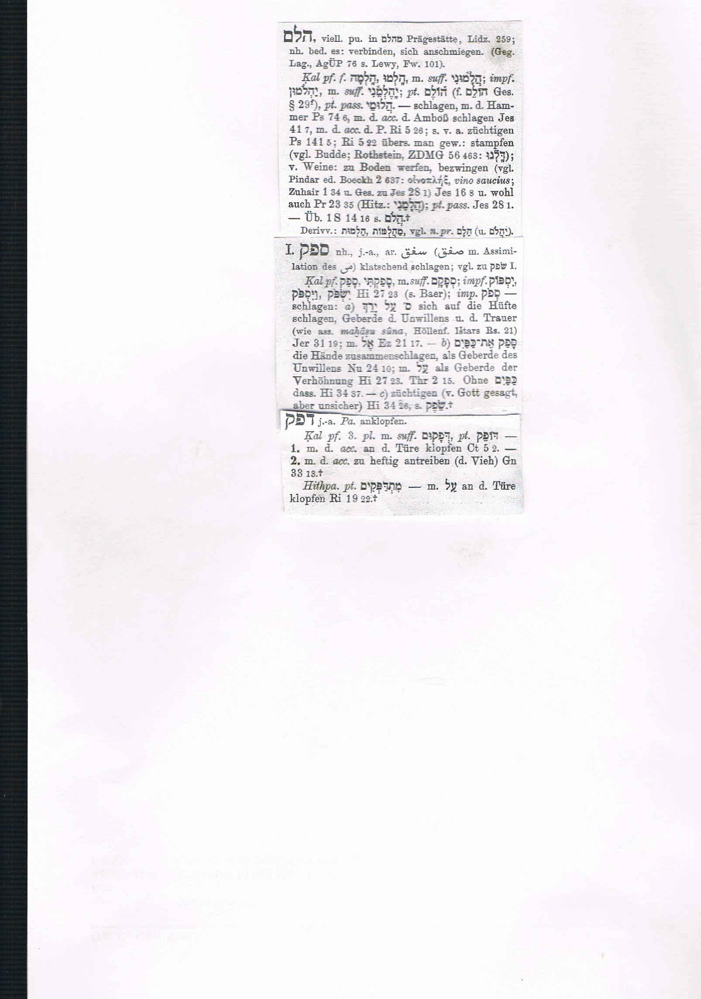 הלם, viell. pu. in מהלם Prägestätte, Lidz. 259;
nh. bed. es: verbinden, sich anschmiegen. (Geg.
Lag., AgÜP 76 s. Lewy, Fw. 101).
Ḳal pf. f. הָֽלְמָה, הָֽלְמוּ, m. suff. הֲלָמוּנִי; impf.
יַהְלֹמוּן, m. suff. יֶֽהֶלְמֵנִי; pt. הוֹלֵם (f. הוֹלֵם Ges.
§ 29f), pt. pass. הֲלוּמֵי. — schlagen, m. d. Ham-
mer Ps 74 6, m. d. acc. d. Amboß schlagen Jes
41 7, m. d. acc. d. P. Ri 5 26; s. v. a. züchtigen
Ps 141 5; Ri 5 22 übers. man gew.: stampfen
(vgl. Budde; Rothstein, ZDMG 56 463:
v. Weine: zu Boden werfen, bezwingen (vgl.
Pindar ed. Boeckh 2 637: οἰνοπλήξ, vino saucius;
Zuhair 1 34 u. Ges. zu Jes 28 1) Jes 16 8 u. wohl
auch Pr 23 35 (Hitz.: הֲלָמַנִי); pt. pass. Jes 28 1.
— Üb. 1 S 14 16 s. הֲלֹם.†
Derivv.: הַלְמוּת, מַהֲלֻמוֹת, vgl. n. pr. הֵלֶם (u. יַהֲלֹם).
I. ספק nh., j.-a., ar. سفق (صفق m. Assimi-
lation des ص) klatschend schlagen; vgl. zu שפק I.
Ḳal pf. סָפַק, סָפַקְתִּי, m. suff. סְפָקָם; impf. יִסְפּוֹק,
וַיִּסְפֹּק, יִשְׂפֹּק Hi 27 23 (s. Baer); imp. סְפֹק —
schlagen: a) ס׳ עַל יָרֵךְ sich auf die Hüfte
schlagen, Geberde d. Unwillens u. d. Trauer
(wie ass. maḫâṣu sûna, Höllenf. Ištars Rs. 21)
Jer 31 19; m. אֶל Ez 21 17. — b) סָפַק אֶת־כַּפַּיִם
die Hände zusammenschlagen, als Geberde des
Unwillens Nu 24 10; m. עַל als Geberde der
Verhöhnung Hi 27 23. Thr 2 15. Ohne כַּפַּיִם
dass. Hi 34 37. — c) züchtigen (v. Gott gesagt,
aber unsicher) Hi 34 26, s. שֵׂפֶק.†
דפק j.-a. Pa. anklopfen.
Ḳal pf. 3. pl. m. suff. דְּפָקוּם, pt. דּוֹפֵק —
1. m. d. acc. an d. Türe klopfen Ct 5 2. —
2. m. d. acc. zu heftig antreiben (d. Vieh) Gn
33 13.†
Hithpa. pt. מִתְדַּפְּקִים — m. עַל an d. Türe
klopfen Ri 19 22.†